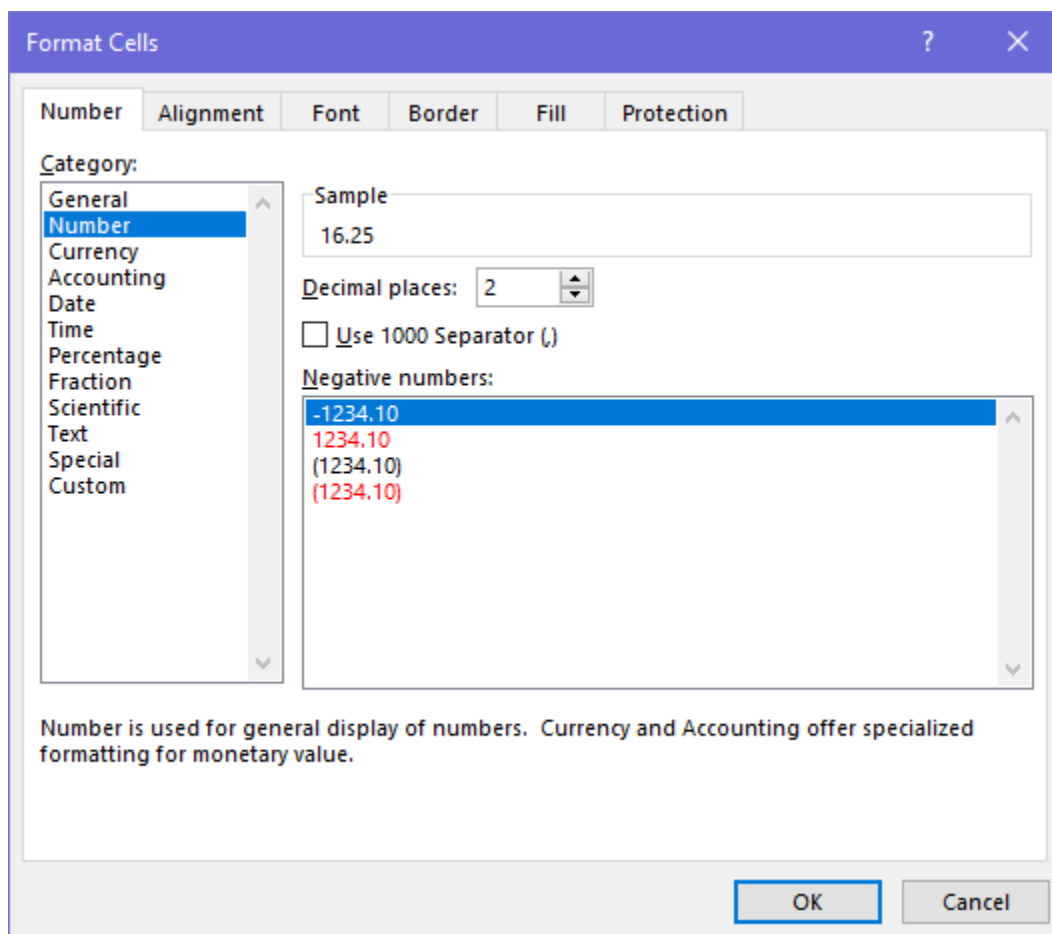 Format Cells ?
Number Alignment Font Border Fill Protection
Category:
General
Number
Currency
Accounting
Date
Time
Percentage
Fraction
Scientific
Text
Special
Custom
Sample
16.25
Decimal places: 2
Use 1000 Separator (,)
Negative numbers:
-1234.10
1234.10
(1234.10)
(1234.10)
Number is used for general display of numbers.  Currency and Accounting offer specialized
formatting for monetary value.
OK Cancel